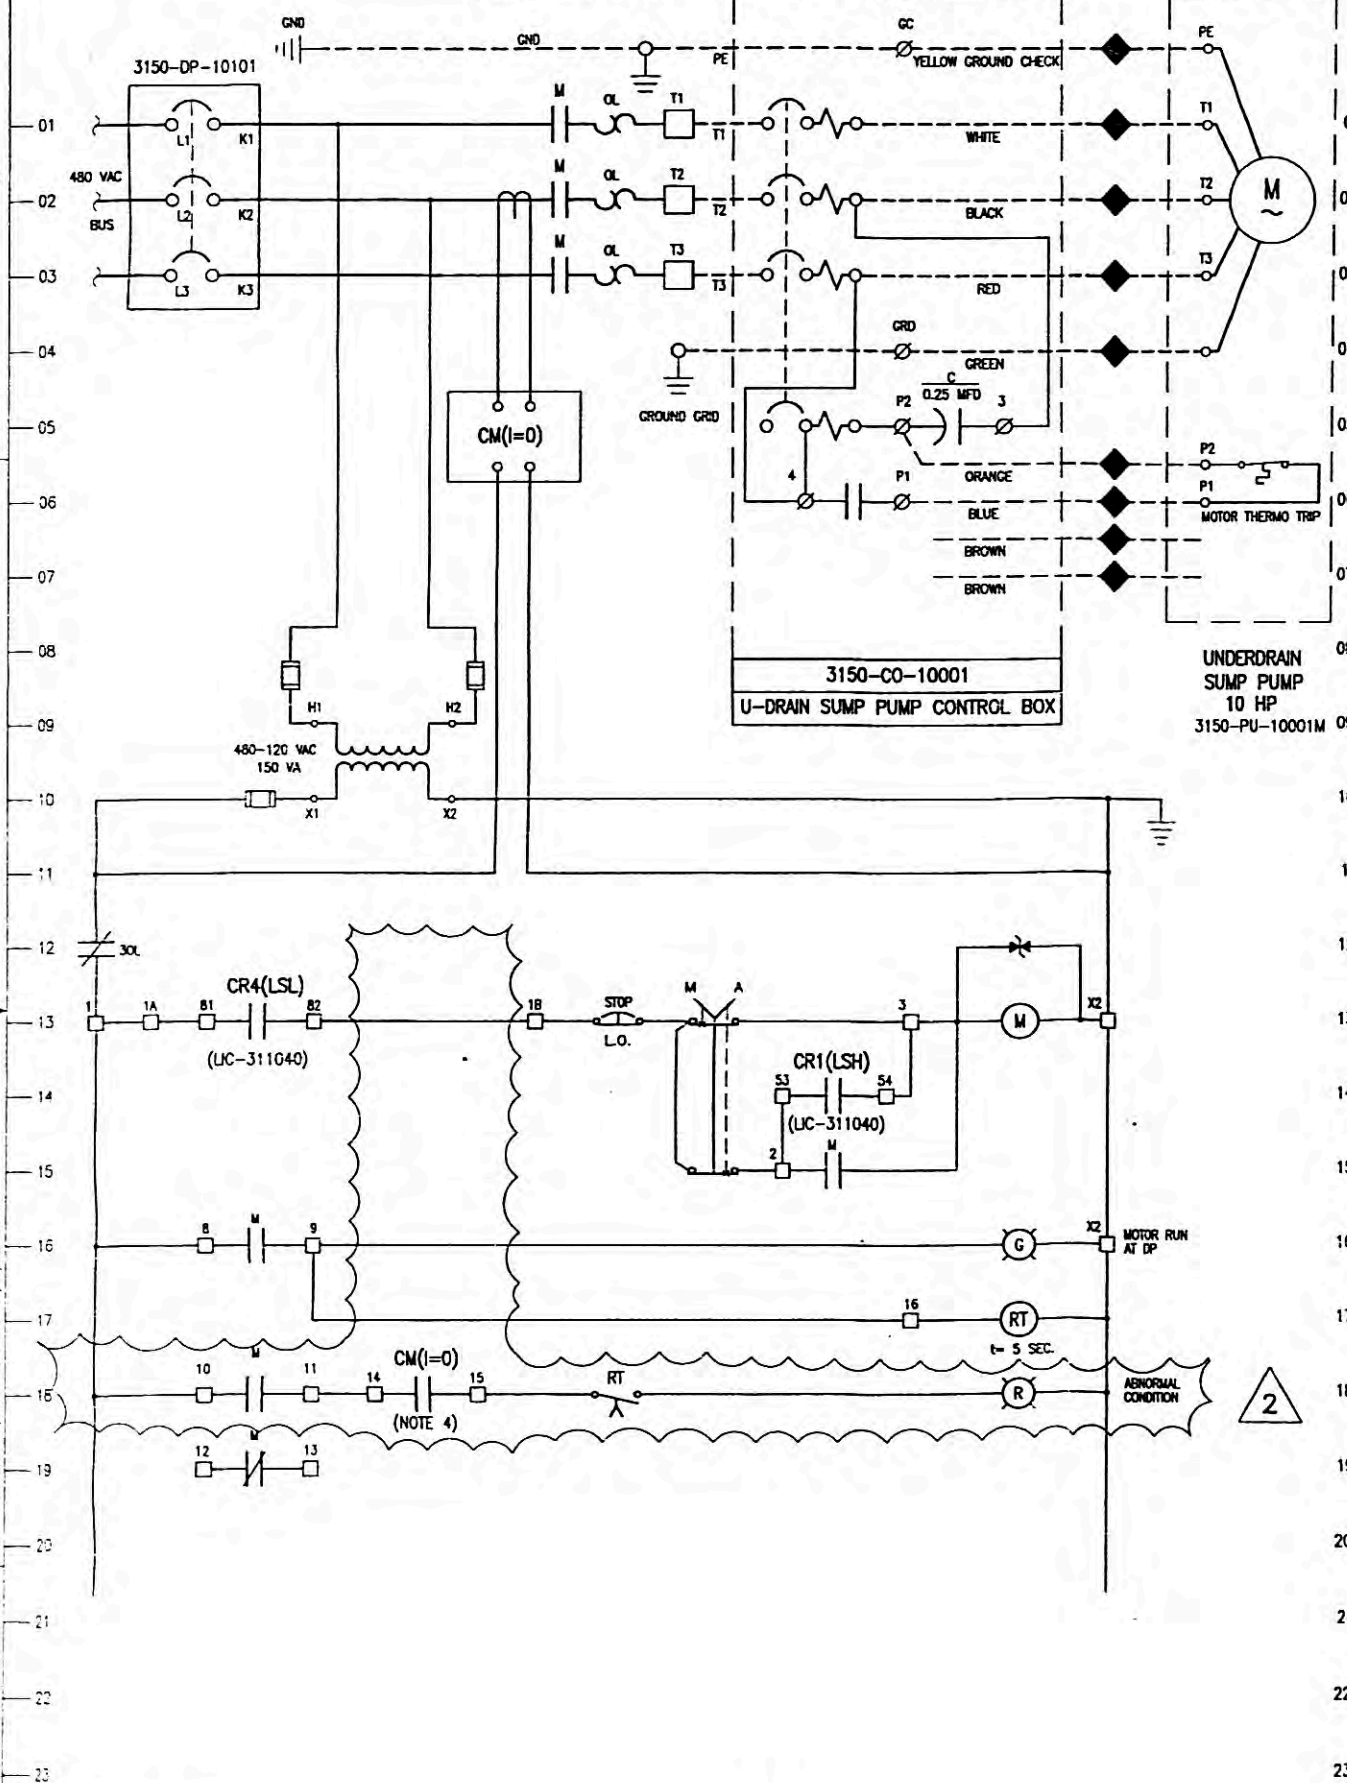 GND
GND
GC
PE
YELLOW GROUND CHECK
PE
3150-DP-10101
01
L1
K1
M
OL
T1
T1
WHITE
T1
480 VAC
02
BUS
L2
K2
M
OL
T2
T2
BLACK
T2
M
~
03
L3
K3
M
OL
T3
T3
RED
T3
04
GRD
GREEN
GROUND GRID
C
0.25 MFD
05
CM(I=0)
P2
3
ORANGE
P2
06
4
P1
BLUE
P1
MOTOR THERMO TRIP
BROWN
07
BROWN
08
3150-CO-10001
U-DRAIN SUMP PUMP CONTROL BOX
UNDERDRAIN
SUMP PUMP
10 HP
3150-PU-10001M
09
H1
H2
480-120 VAC
150 VA
10
X1
X2
11
12
3OL
CR4(LSL)
13
1
1A
81
82
(LIC-311040)
1B
STOP
L.O.
M
A
3
M
X2
14
CR1(LSH)
53
54
(LIC-311040)
15
2
M
16
8
M
9
G
X2
MOTOR RUN
AT DP
17
16
RT
t= 5 SEC.
18
10
M
11
14
CM(I=0)
15
(NOTE 4)
RT
R
ABNORMAL
CONDITION
2
19
12
M
13
20
21
22
23